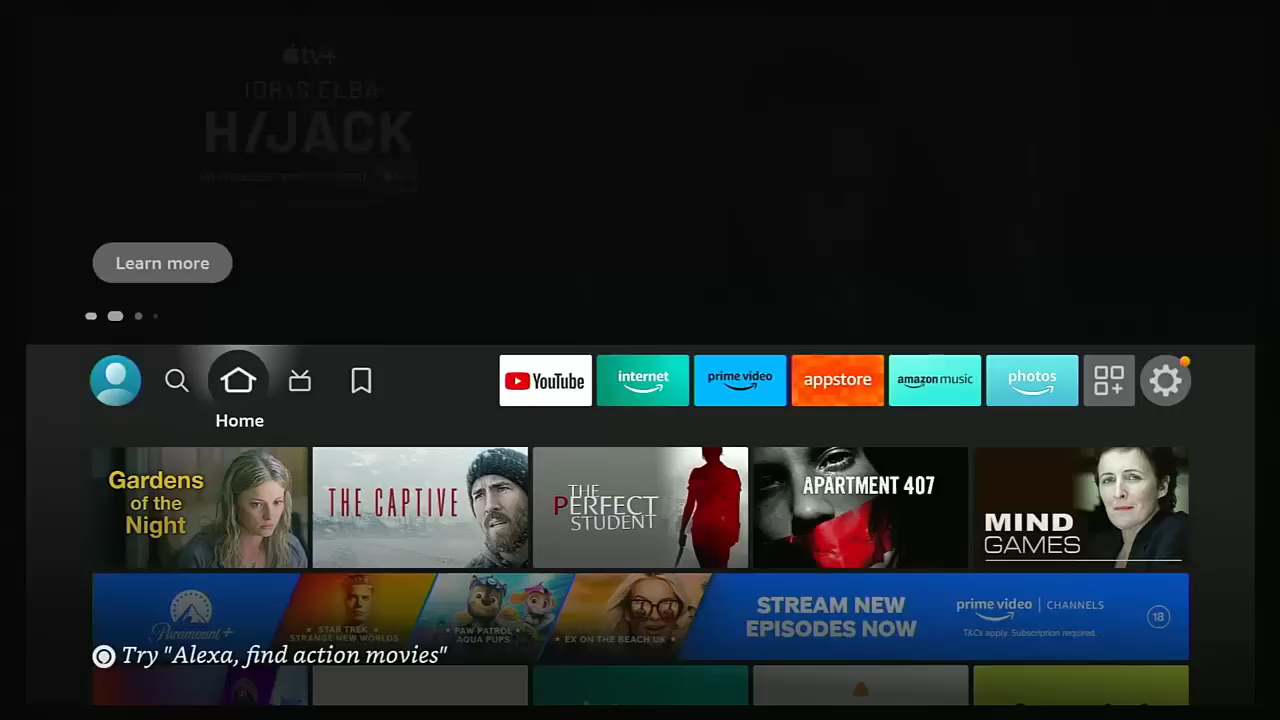 tv+
IDRIS ELBA
H/JACK
Learn more
YouTube
internet
prime video
appstore
amazon music
photos
Home
Gardens
of the
Night
THE CAPTIVE
THE
PERFECT
STUDENT
APARTMENT 407
MIND
GAMES
Paramount+
STAR TREK
STRANGE NEW WORLDS
PAW PATROL
AQUA PUPS
EX ON THE BEACH UK
STREAM NEW
EPISODES NOW
prime video | CHANNELS
T&Cs apply. Subscription required.
18
Try "Alexa, find action movies"